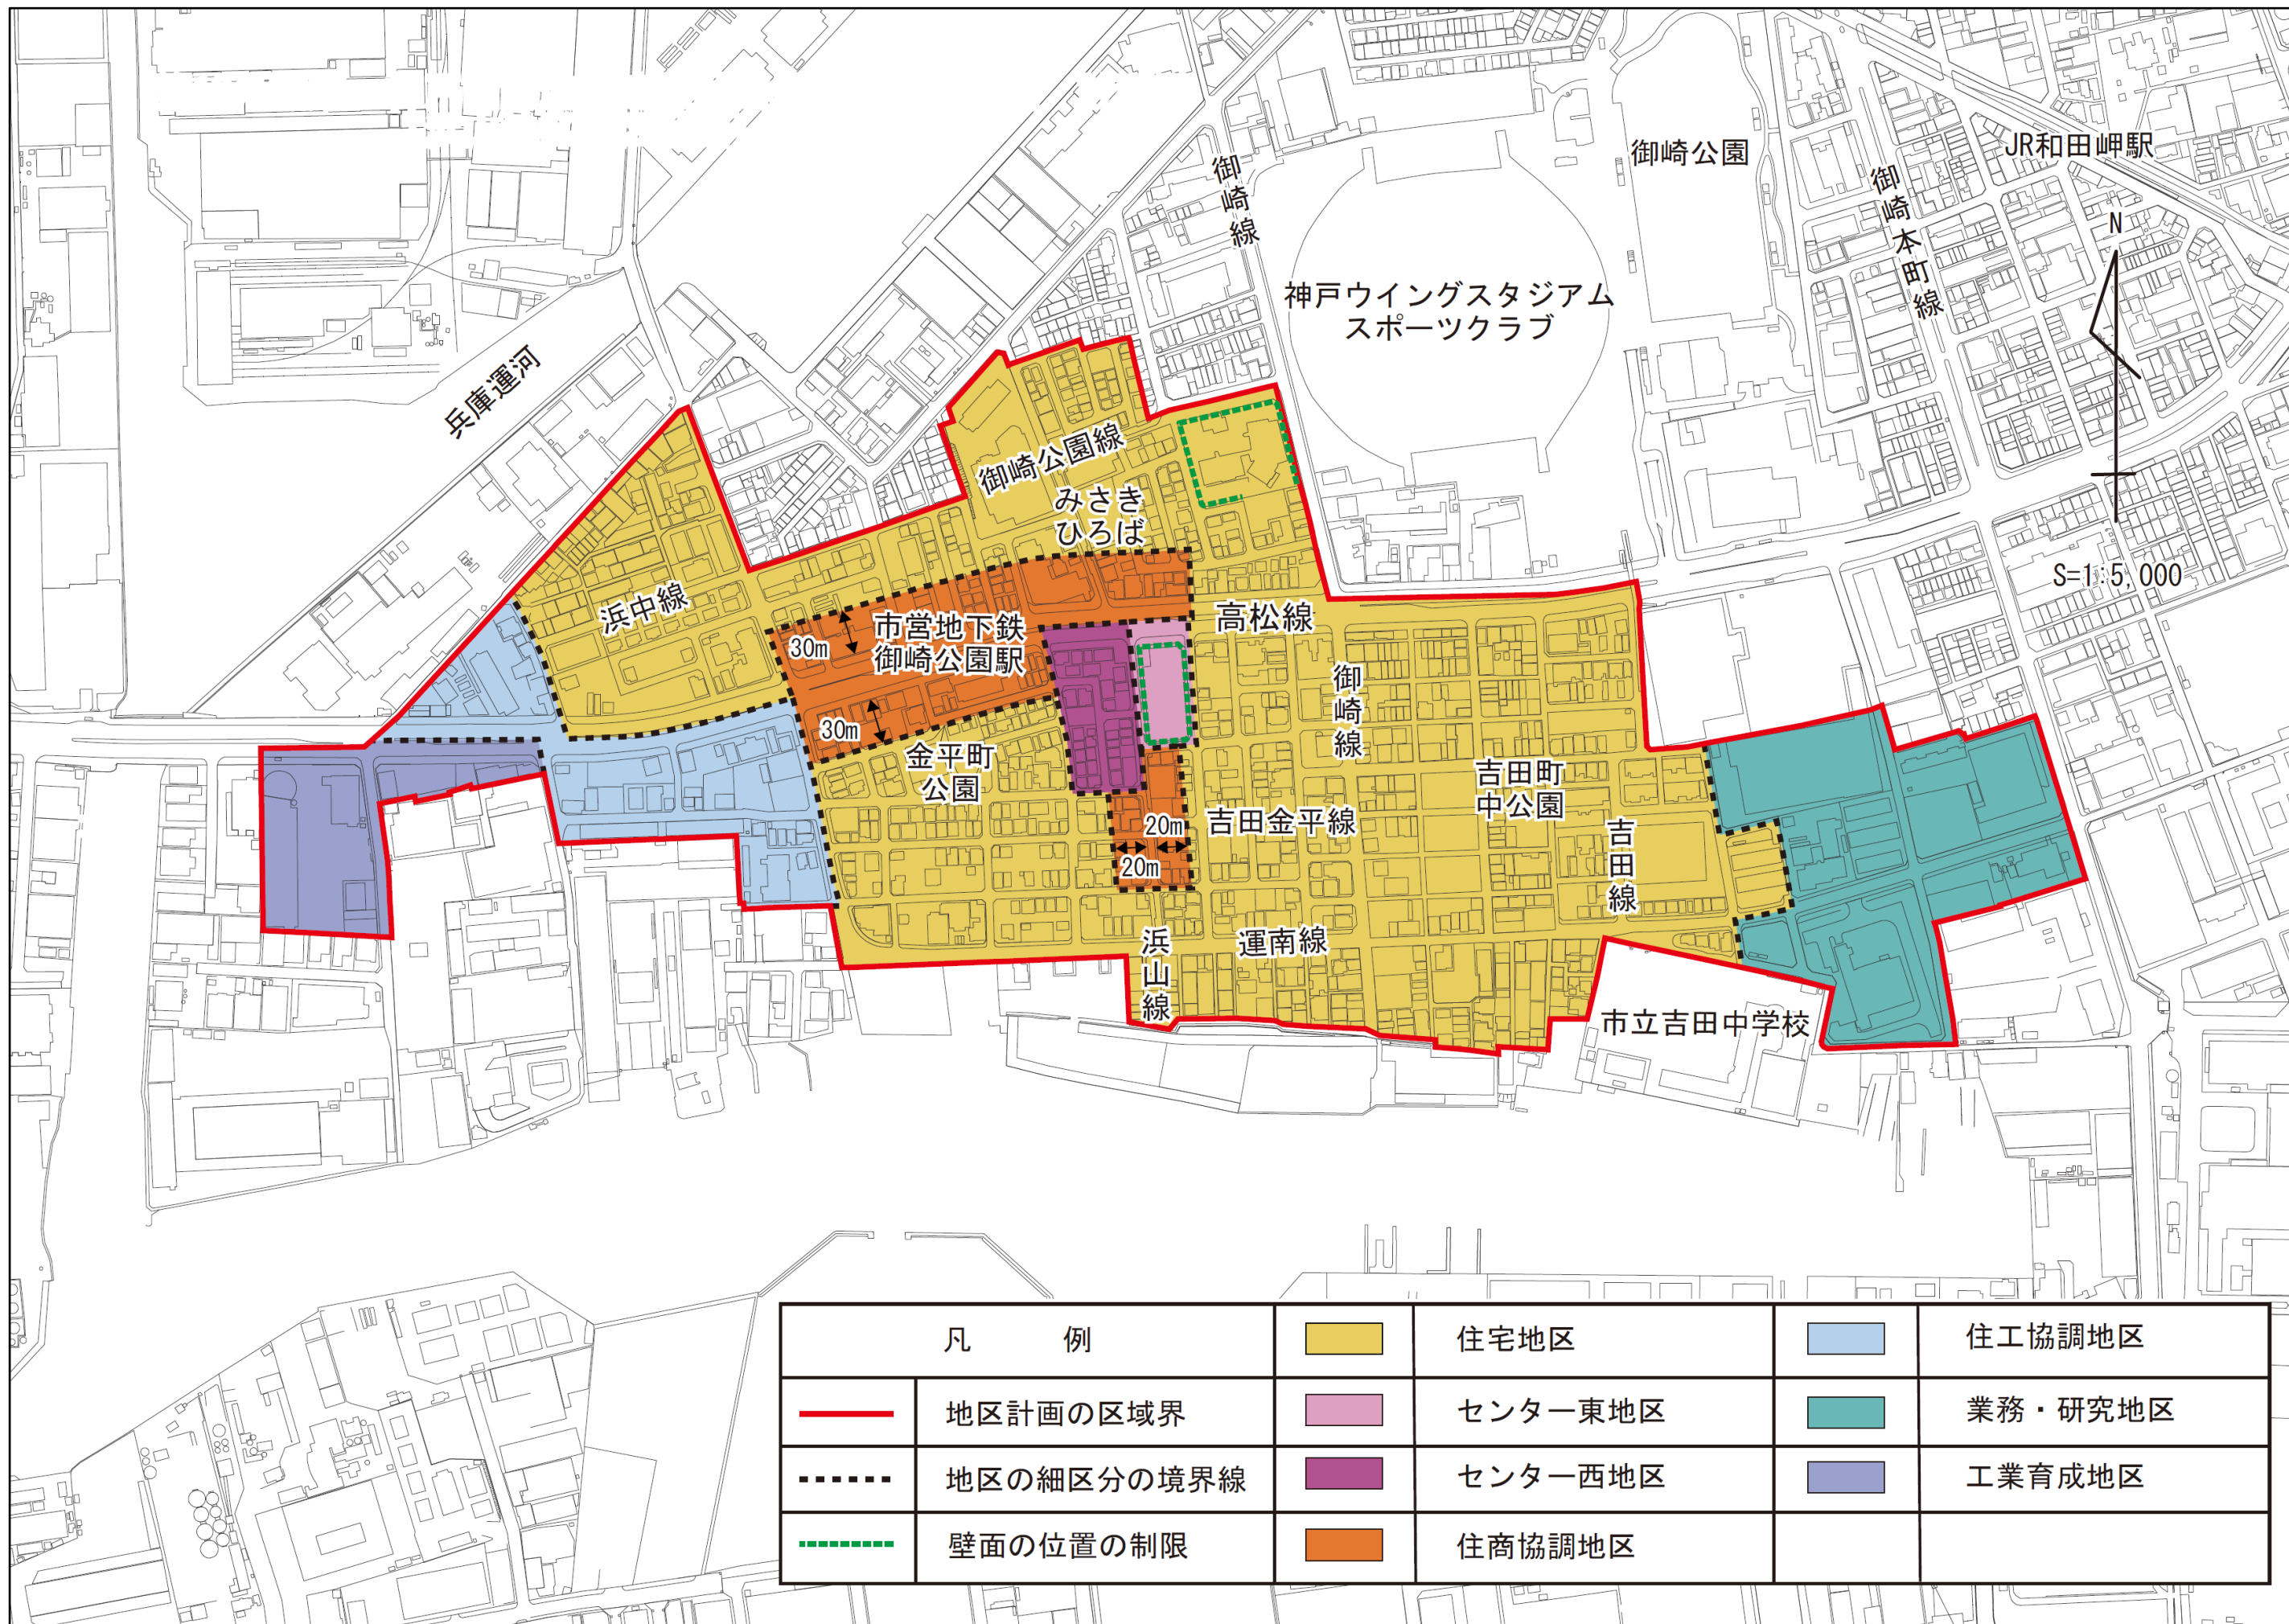 御崎線
御崎公園
JR和田岬駅
御崎本町線
N
神戸ウイングスタジアム
スポーツクラブ
兵庫運河
御崎公園線
みさき
ひろば
S=1:5,000
浜中線
市営地下鉄
御崎公園駅
高松線
30m
30m
御崎線
金平町
公園
吉田町
中公園
20m
吉田金平線
吉田線
20m
浜山線
運南線
市立吉田中学校
凡 例
住宅地区
住工協調地区
地区計画の区域界
センター東地区
業務・研究地区
地区の細区分の境界線
センター西地区
工業育成地区
壁面の位置の制限
住商協調地区